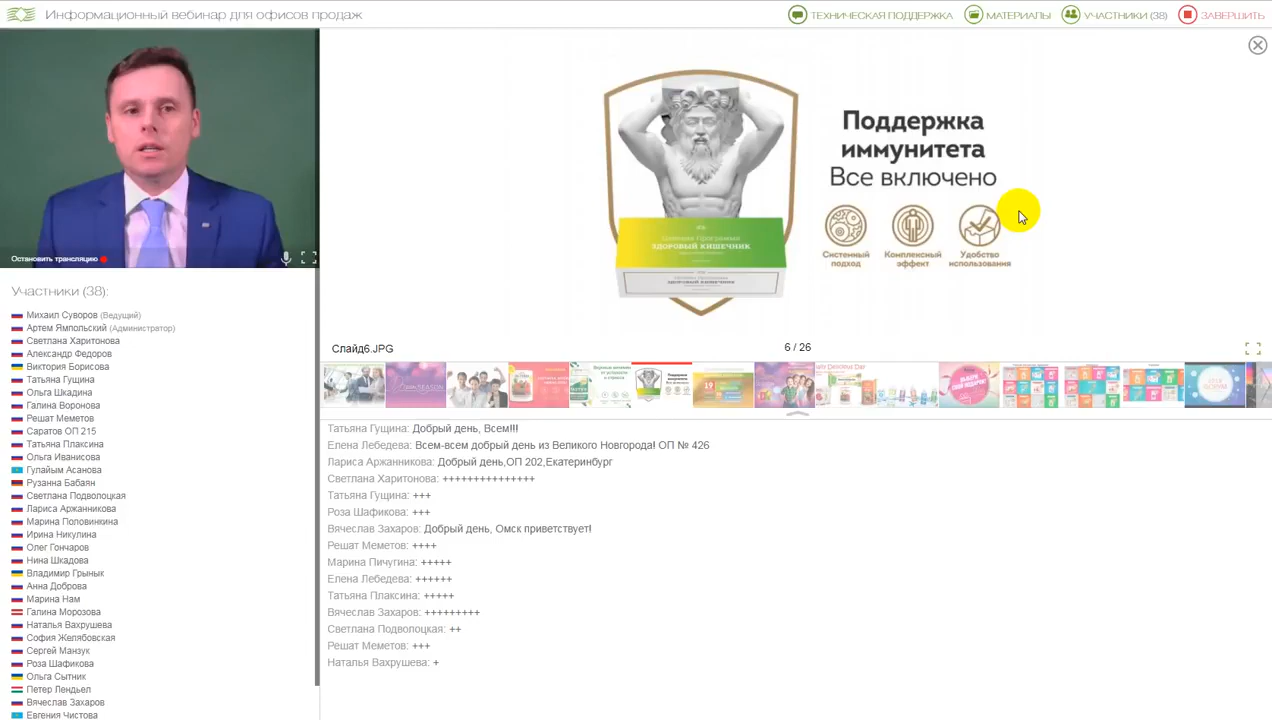 Информационный вебинар для офисов продаж
ТЕХНИЧЕСКАЯ ПОДДЕРЖКА
МАТЕРИАЛЫ
УЧАСТНИКИ (38)
ЗАВЕРШИТЬ
Остановить трансляцию
Поддержка
иммунитета
Все включено
Системный
подход
Комплексный
эффект
Удобство
использования
ЗДОРОВЫЙ КИШЕЧНИК
ЗДОРОВЫЙ КИШЕЧНИК
Слайд6.JPG
6 / 26
Участники (38):
Михаил Суворов (Ведущий)
Артем Ямпольский (Администратор)
Светлана Харитонова
Александр Федоров
Виктория Борисова
Татьяна Гущина
Ольга Шкадина
Галина Воронова
Решат Меметов
Саратов ОП 215
Татьяна Плаксина
Ольга Иванисова
Гулайым Асанова
Рузанна Бабаян
Светлана Подволоцкая
Лариса Аржанникова
Марина Половинкина
Ирина Никулина
Олег Гончаров
Нина Шкадова
Владимир Грынык
Анна Доброва
Марина Нам
Галина Морозова
Наталья Вахрушева
София Желябовская
Сергей Манзук
Роза Шафикова
Ольга Сытник
Петер Лендьел
Вячеслав Захаров
Евгения Чистова
Татьяна Гущина: Добрый день, Всем!!!
Елена Лебедева: Всем-всем добрый день из Великого Новгорода! ОП № 426
Лариса Аржанникова: Добрый день,ОП 202,Екатеринбург
Светлана Харитонова: +++++++++++++++
Татьяна Гущина: +++
Роза Шафикова: +++
Вячеслав Захаров: Добрый день, Омск приветствует!
Решат Меметов: ++++
Марина Пичугина: +++++
Елена Лебедева: ++++++
Татьяна Плаксина: +++++
Вячеслав Захаров: +++++++++
Светлана Подволоцкая: ++
Решат Меметов: +++
Наталья Вахрушева: +